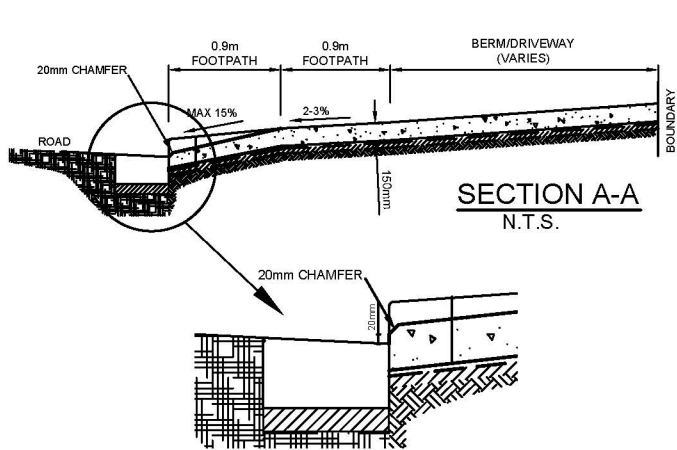 0.9m
FOOTPATH
0.9m
FOOTPATH
BERM/DRIVEWAY
(VARIES)
20mm CHAMFER
MAX 15%
2-3%
ROAD
BOUNDARY
150mm
SECTION A-A
N.T.S.
20mm CHAMFER
20mm